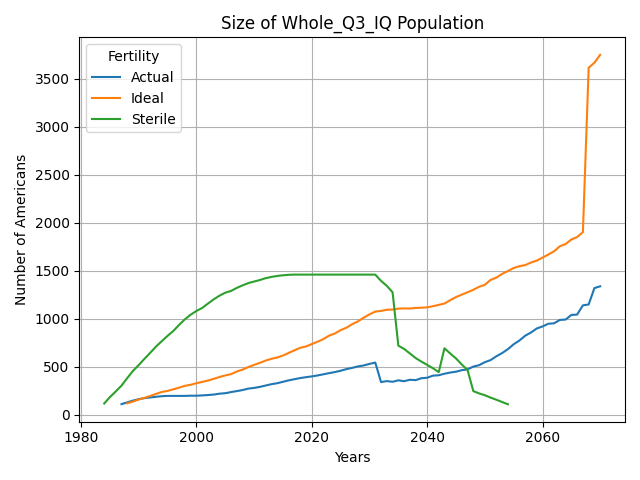 Size of Whole_Q3_IQ Population
Fertility
Actual
Ideal
Sterile
Number of Americans
3500
3000
2500
2000
1500
1000
500
0
1980
2000
2020
2040
2060
Years